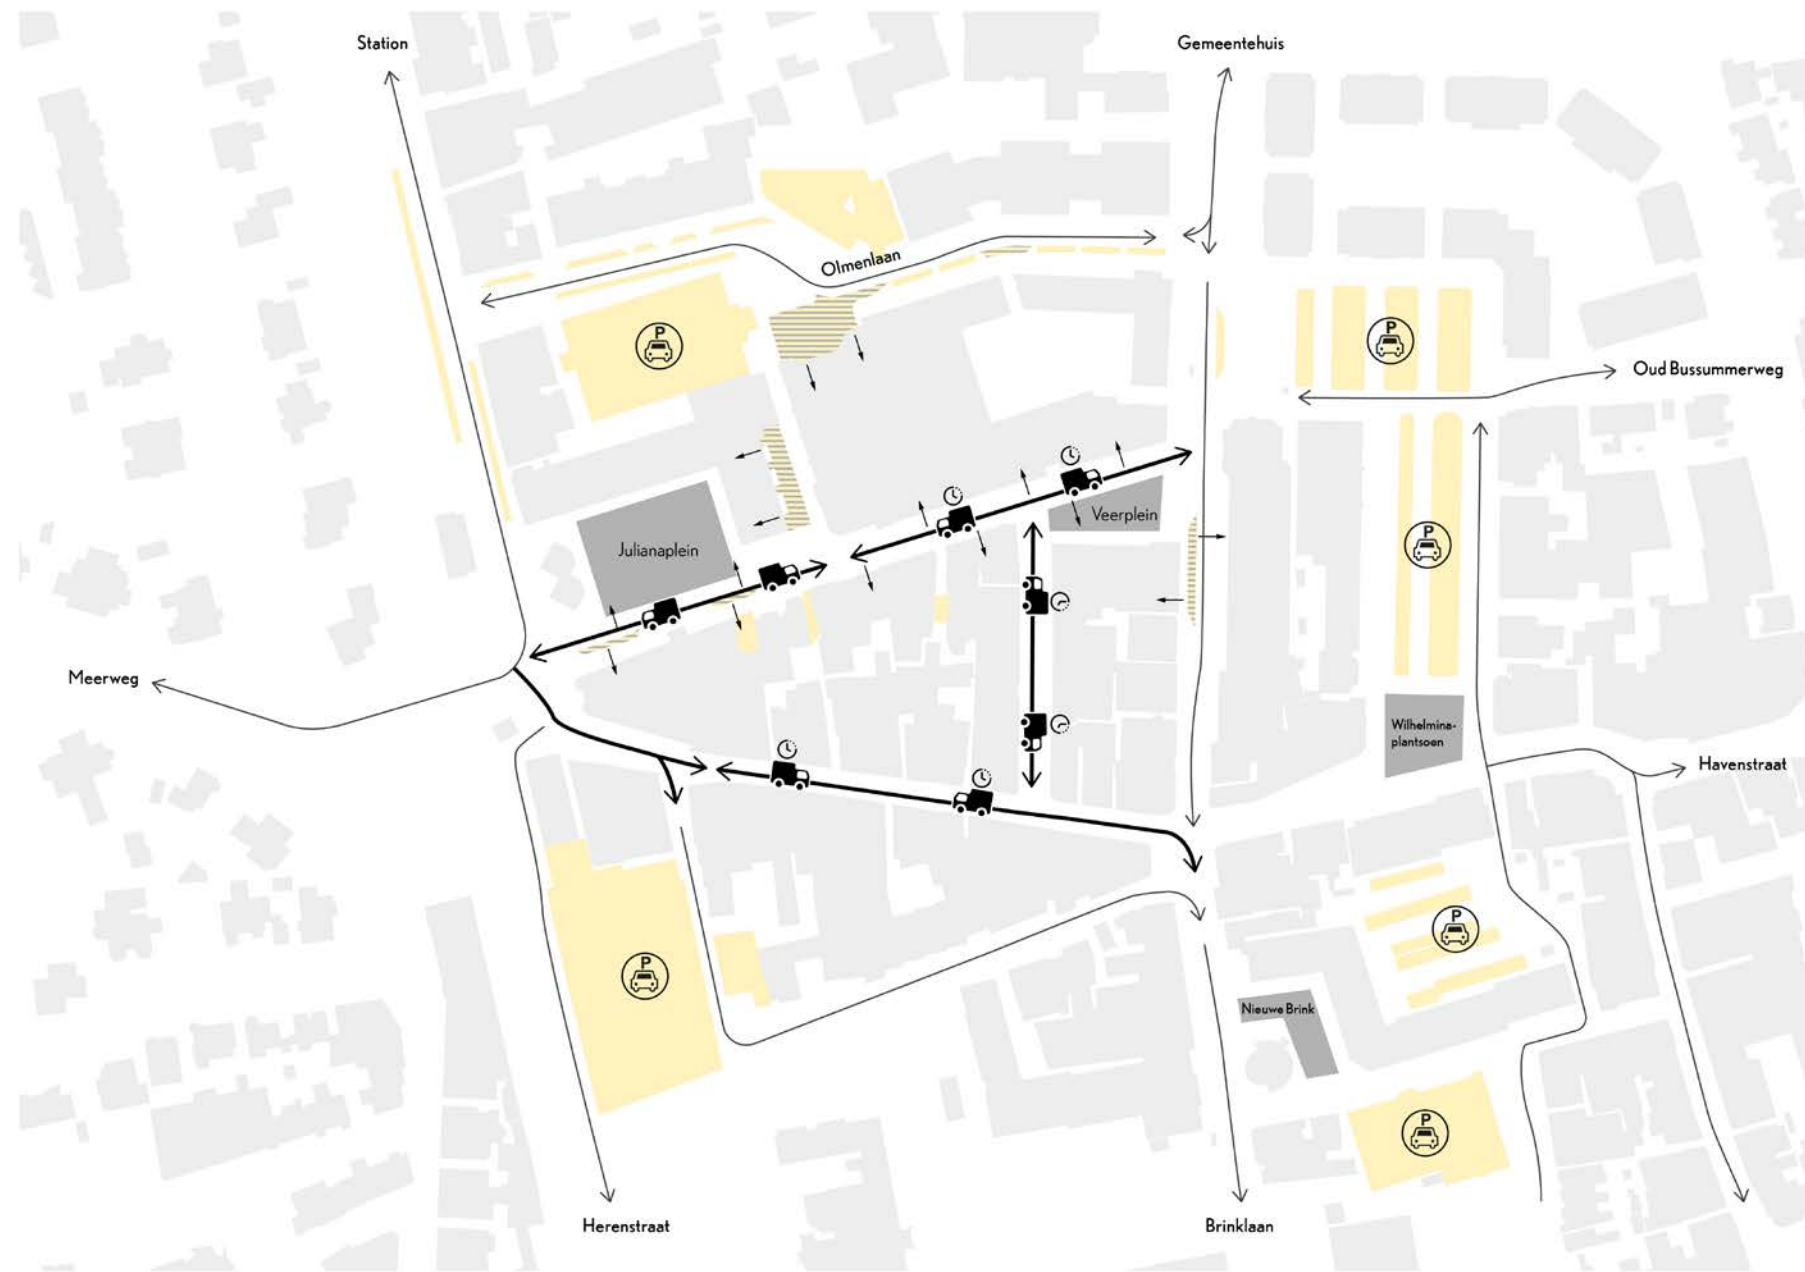 Station
Gemeentehuis
Olmenlaan
P
P
Oud Bussummerweg
Veerplein
Julianaplein
P
Meerweg
Wilhelmina-
plantsoen
Havenstraat
P
P
Nieuwe Brink
P
Herenstraat
Brinklaan